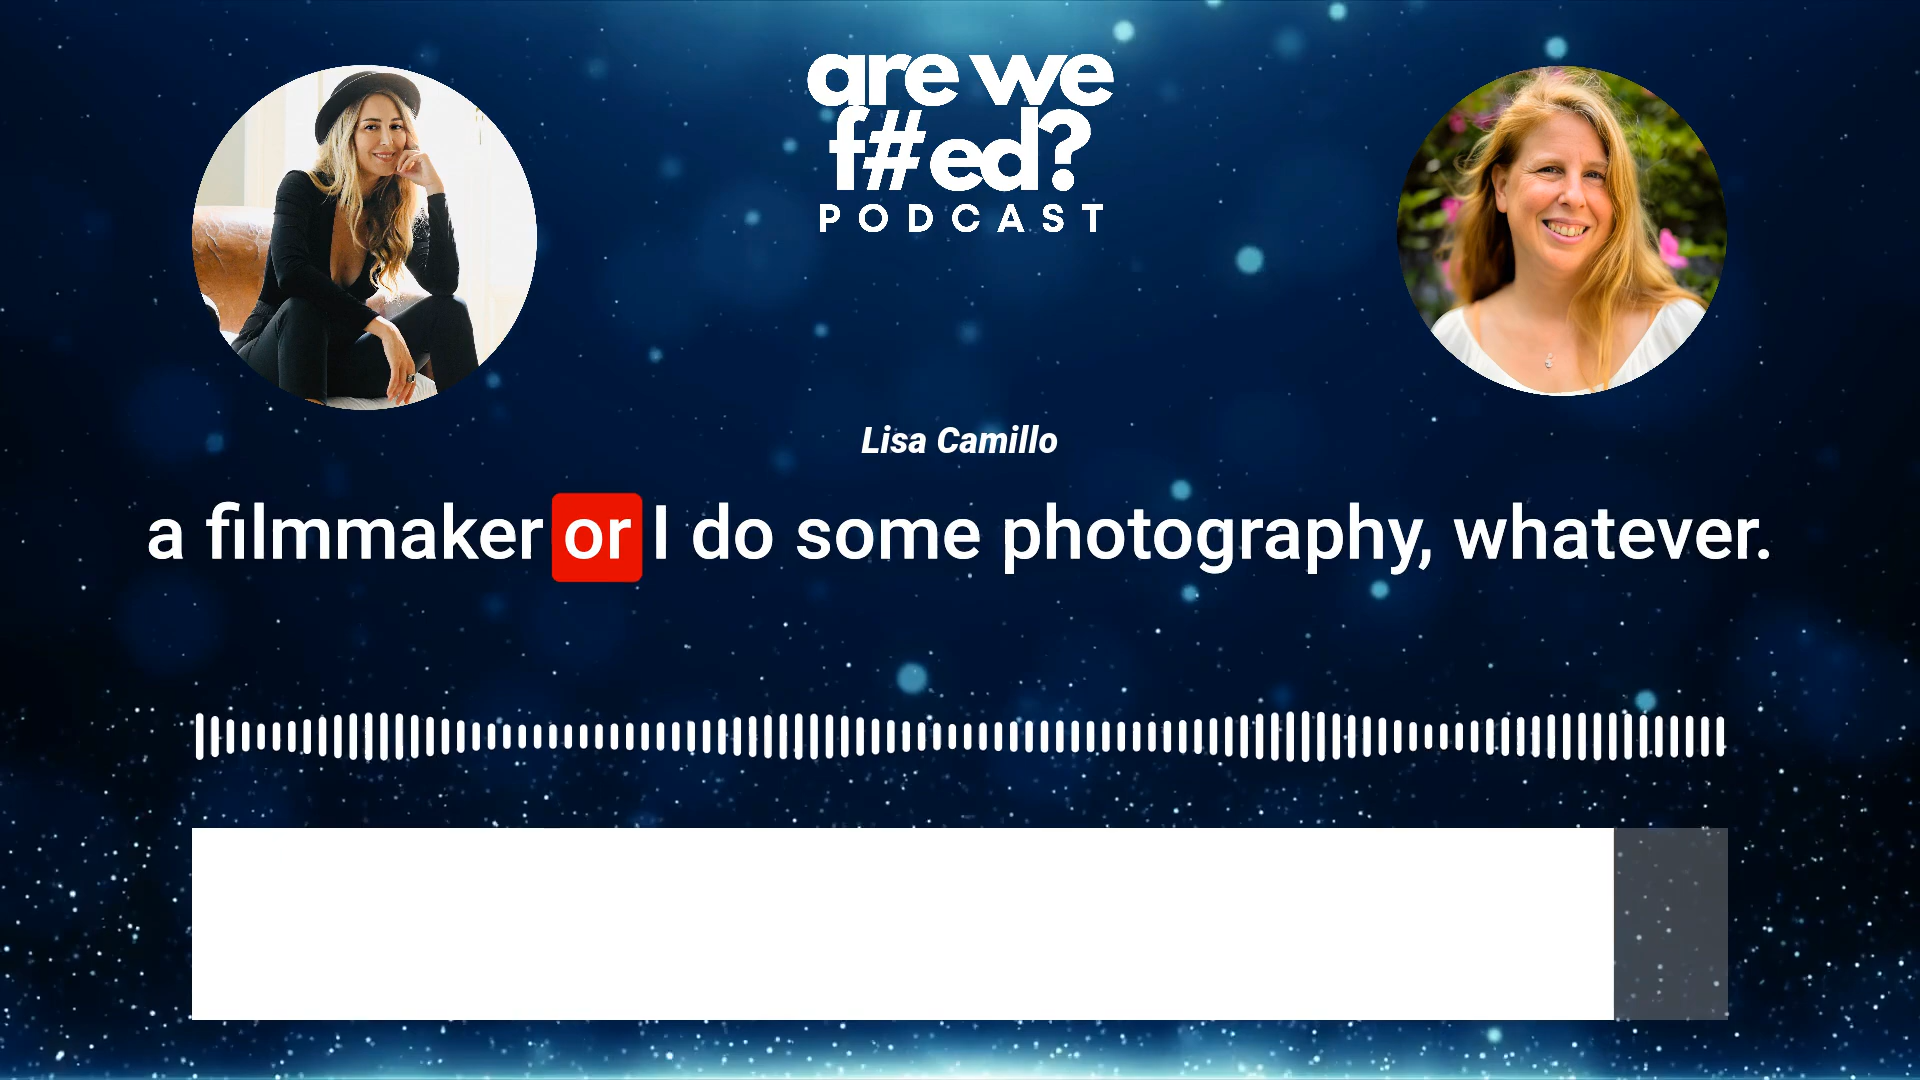 are we
f#ed?
PODCAST
Lisa Camillo
a filmmaker or I do some photography, whatever.